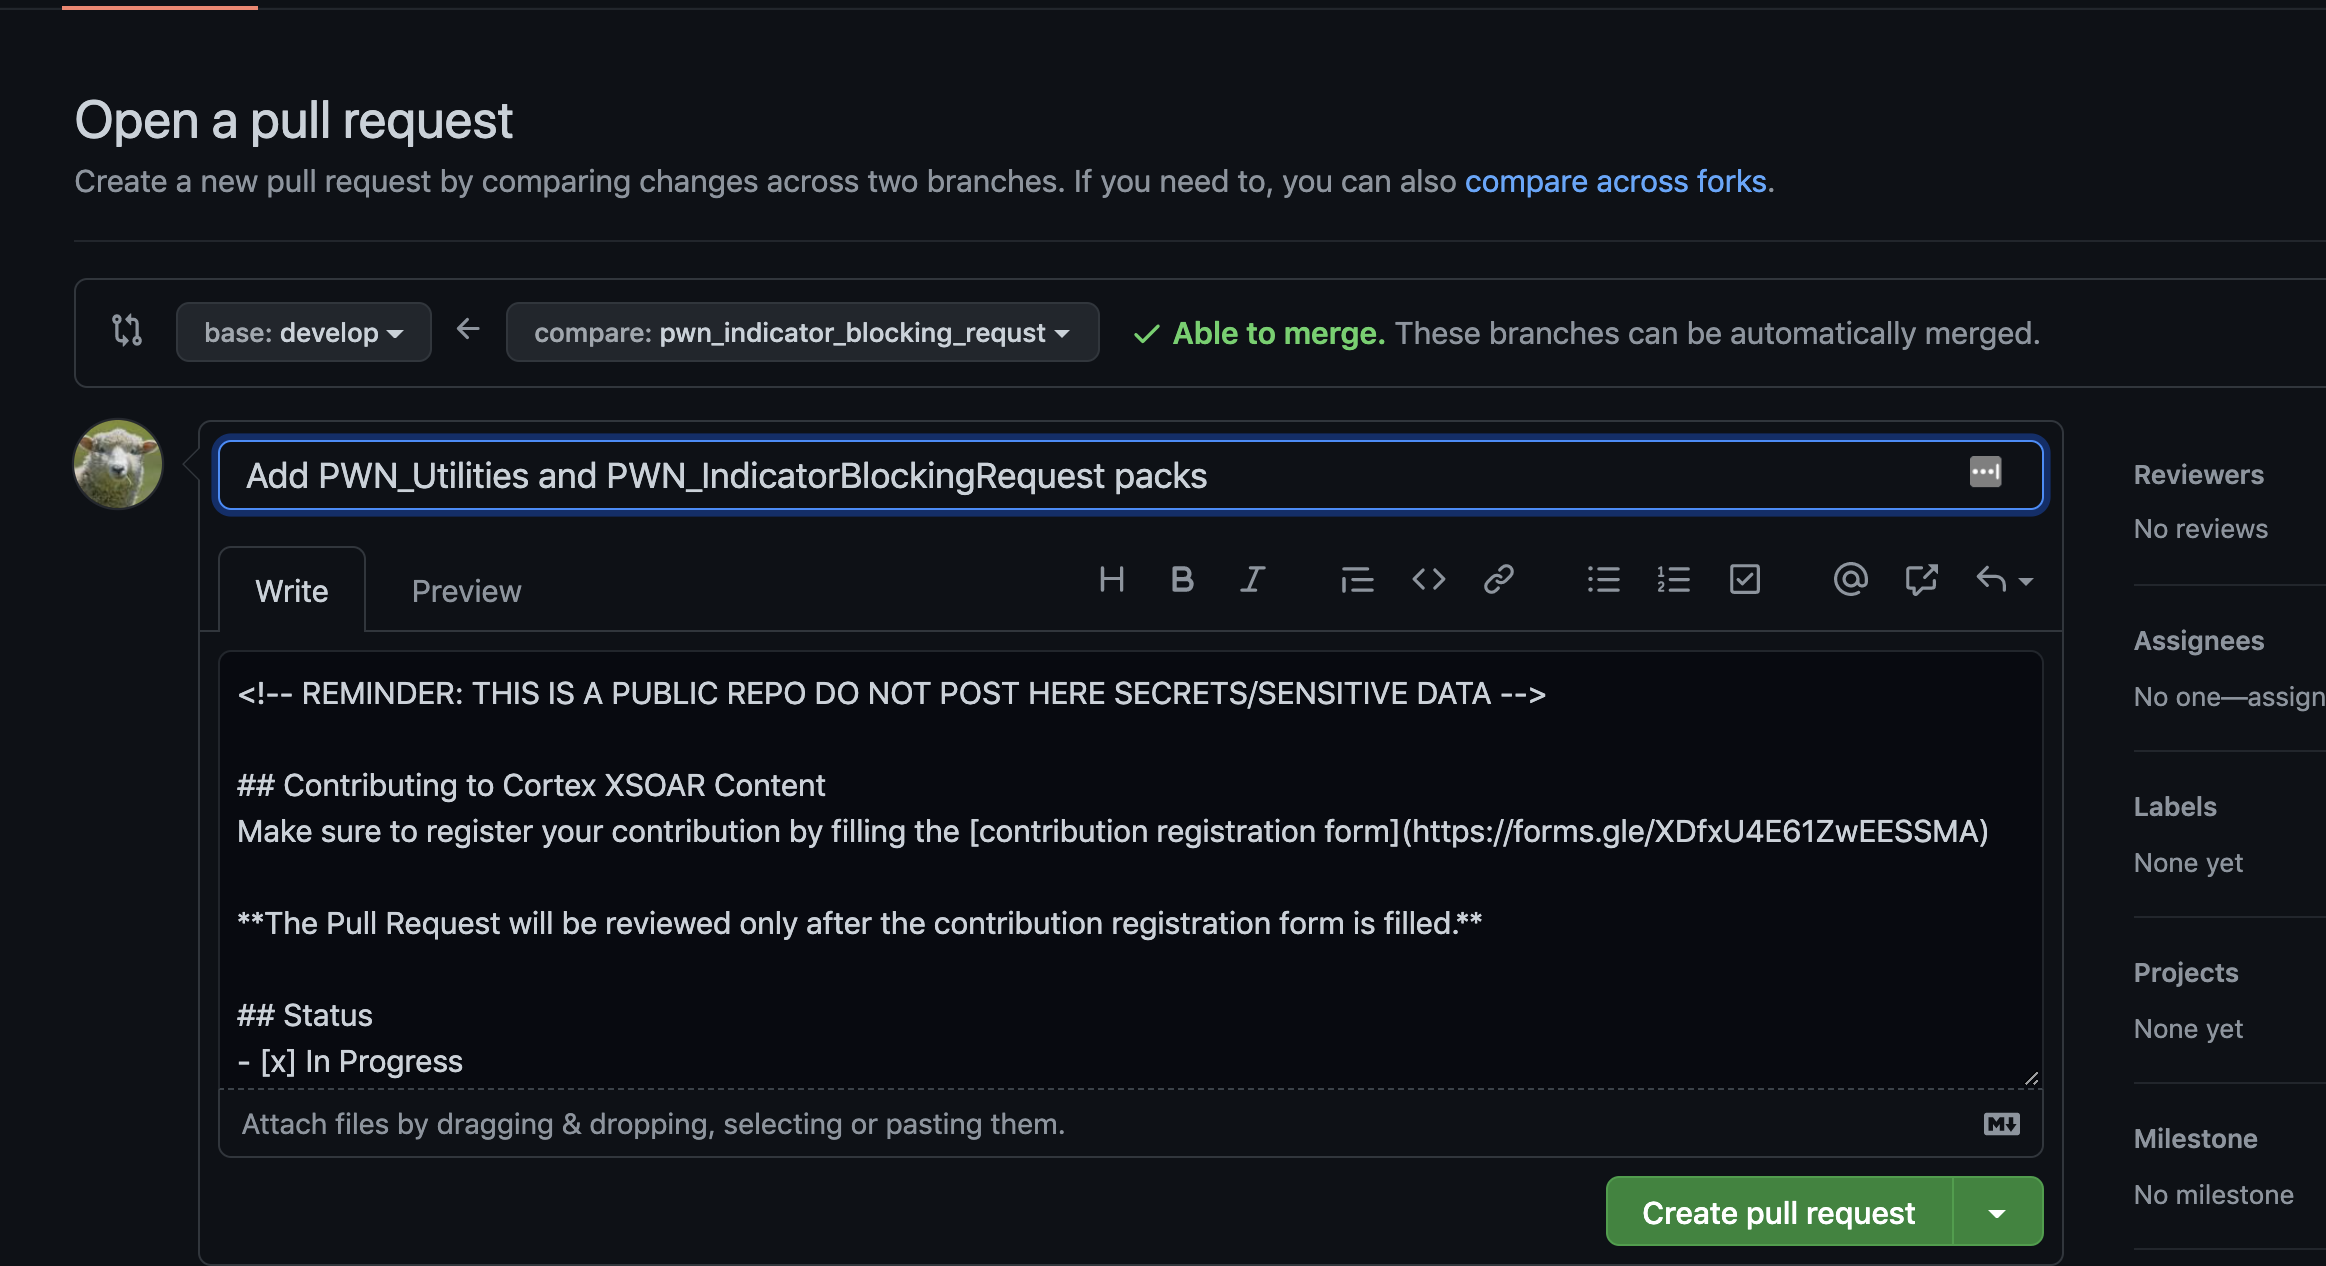 Open a pull request
Create a new pull request by comparing changes across two branches. If you need to, you can also compare across forks.
base: develop
compare: pwn_indicator_blocking_requst
Able to merge. These branches can be automatically merged.
Add PWN_Utilities and PWN_IndicatorBlockingRequest packs
Write Preview
<!-- REMINDER: THIS IS A PUBLIC REPO DO NOT POST HERE SECRETS/SENSITIVE DATA -->
## Contributing to Cortex XSOAR Content
Make sure to register your contribution by filling the [contribution registration form](https://forms.gle/XDfxU4E61ZwEESSMA)
**The Pull Request will be reviewed only after the contribution registration form is filled.**
## Status
- [x] In Progress
Attach files by dragging & dropping, selecting or pasting them.
Create pull request
Reviewers
No reviews
Assignees
No one—assign
Labels
None yet
Projects
None yet
Milestone
No milestone